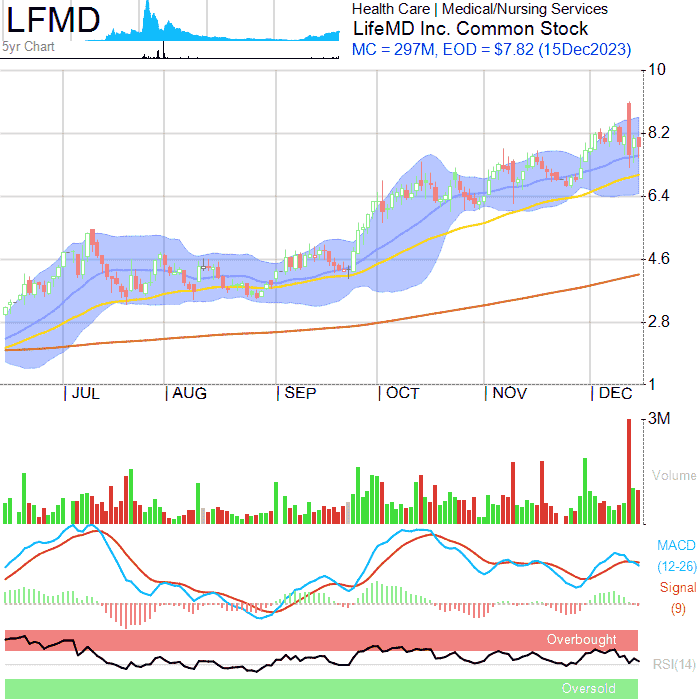 LFMD
5yr Chart
Health Care | Medical/Nursing Services
LifeMD Inc. Common Stock
MC = 297M, EOD = $7.82 (15Dec2023)
10
8.2
6.4
4.6
2.8
1
JUL AUG SEP OCT NOV DEC
3M
Volume
MACD
(12-26)
Signal
(9)
Overbought
RSI(14)
Oversold